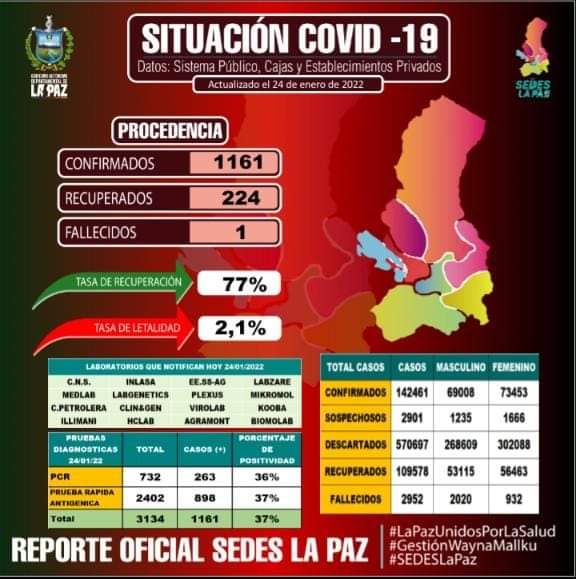 SITUACIÓN COVID -19
Datos: Sistema Público, Cajas y Establecimientos Privados
Actualizado el 24 de enero de 2022
GOBIERNO AUTÓNOMO
DEPARTAMENTAL DE
LA PAZ
SEDES
LA PAZ
PROCEDENCIA
CONFIRMADOS 1161
RECUPERADOS 224
FALLECIDOS 1
TASA DE RECUPERACIÓN 77%
TASA DE LETALIDAD 2,1%
LABORATORIOS QUE NOTIFICAN HOY 24/01/2022
C.N.S. INLASA EE.SS-AG LABZARE
MEDLAB LABGENETICS PLEXUS MIKROMOL
C.PETROLERA CLIN&GEN VIROLAB KOOBA
ILLIMANI HCLAB AGRAMONT BIOMOLAB
PRUEBAS DIAGNOSTICAS 24/01/22 TOTAL CASOS (+) PORCENTAJE DE POSITIVIDAD
PCR 732 263 36%
PRUEBA RAPIDA ANTIGENICA 2402 898 37%
Total 3134 1161 37%
TOTAL CASOS CASOS MASCULINO FEMENINO
CONFIRMADOS 142461 69008 73453
SOSPECHOSOS 2901 1235 1666
DESCARTADOS 570697 268609 302088
RECUPERADOS 109578 53115 56463
FALLECIDOS 2952 2020 932
REPORTE OFICIAL SEDES LA PAZ
#LaPazUnidosPorLaSalud
#GestiónWaynaMallku
#SEDESLaPaz